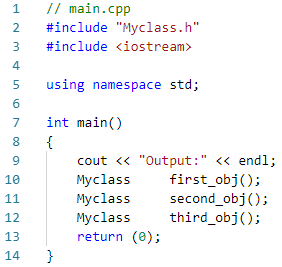 1 // main.cpp
2 #include "Myclass.h"
3 #include <iostream>
4
5 using namespace std;
6
7 int main()
8 {
9     cout << "Output:" << endl;
10     Myclass     first_obj();
11     Myclass     second_obj();
12     Myclass     third_obj();
13     return (0);
14 }